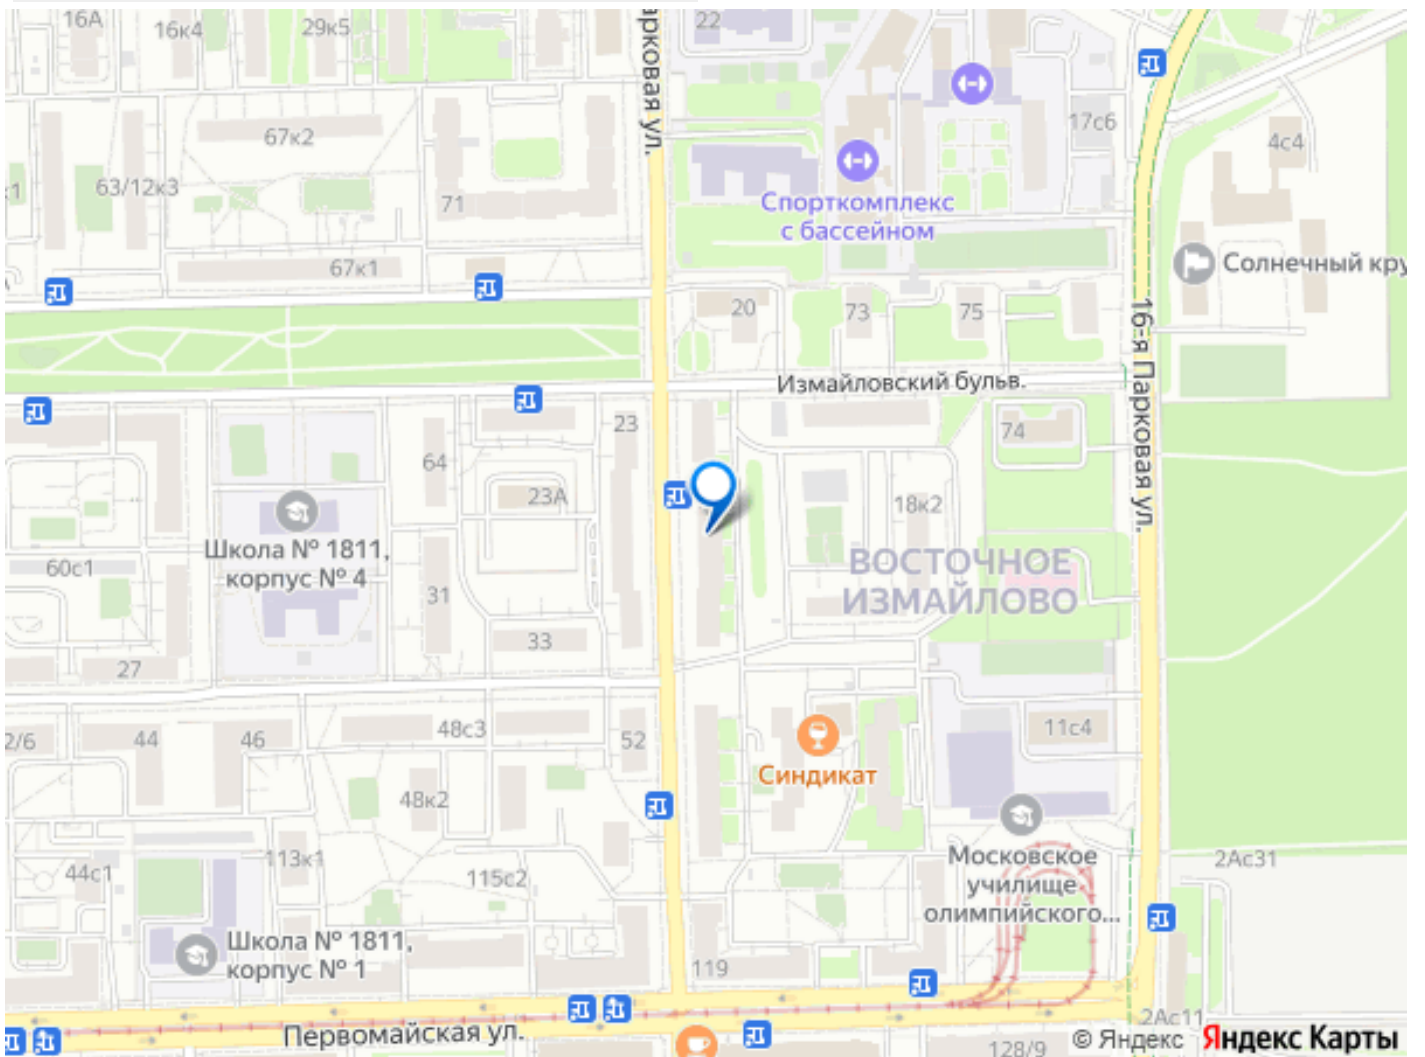 16А
16к4
29к5
22
арковая ул.
67к2
17с6
4с4
63/12к3
к1
71
Спорткомплекс
с бассейном
67к1
Солнечный кру
20
73
75
16-я Парковая ул.
Измайловский бульв.
23
74
64
23А
18к2
Школа № 1811,
корпус № 4
60с1
ВОСТОЧНОЕ
ИЗМАЙЛОВО
31
33
27
2/6
44
46
48с3
52
11с4
Синдикат
48к2
44с1
113к1
115с2
Московское
училище
олимпийского...
2Ас31
Школа № 1811,
корпус № 1
119
2Ас11
Первомайская ул.
128/9
© Яндекс Яндекс Карты